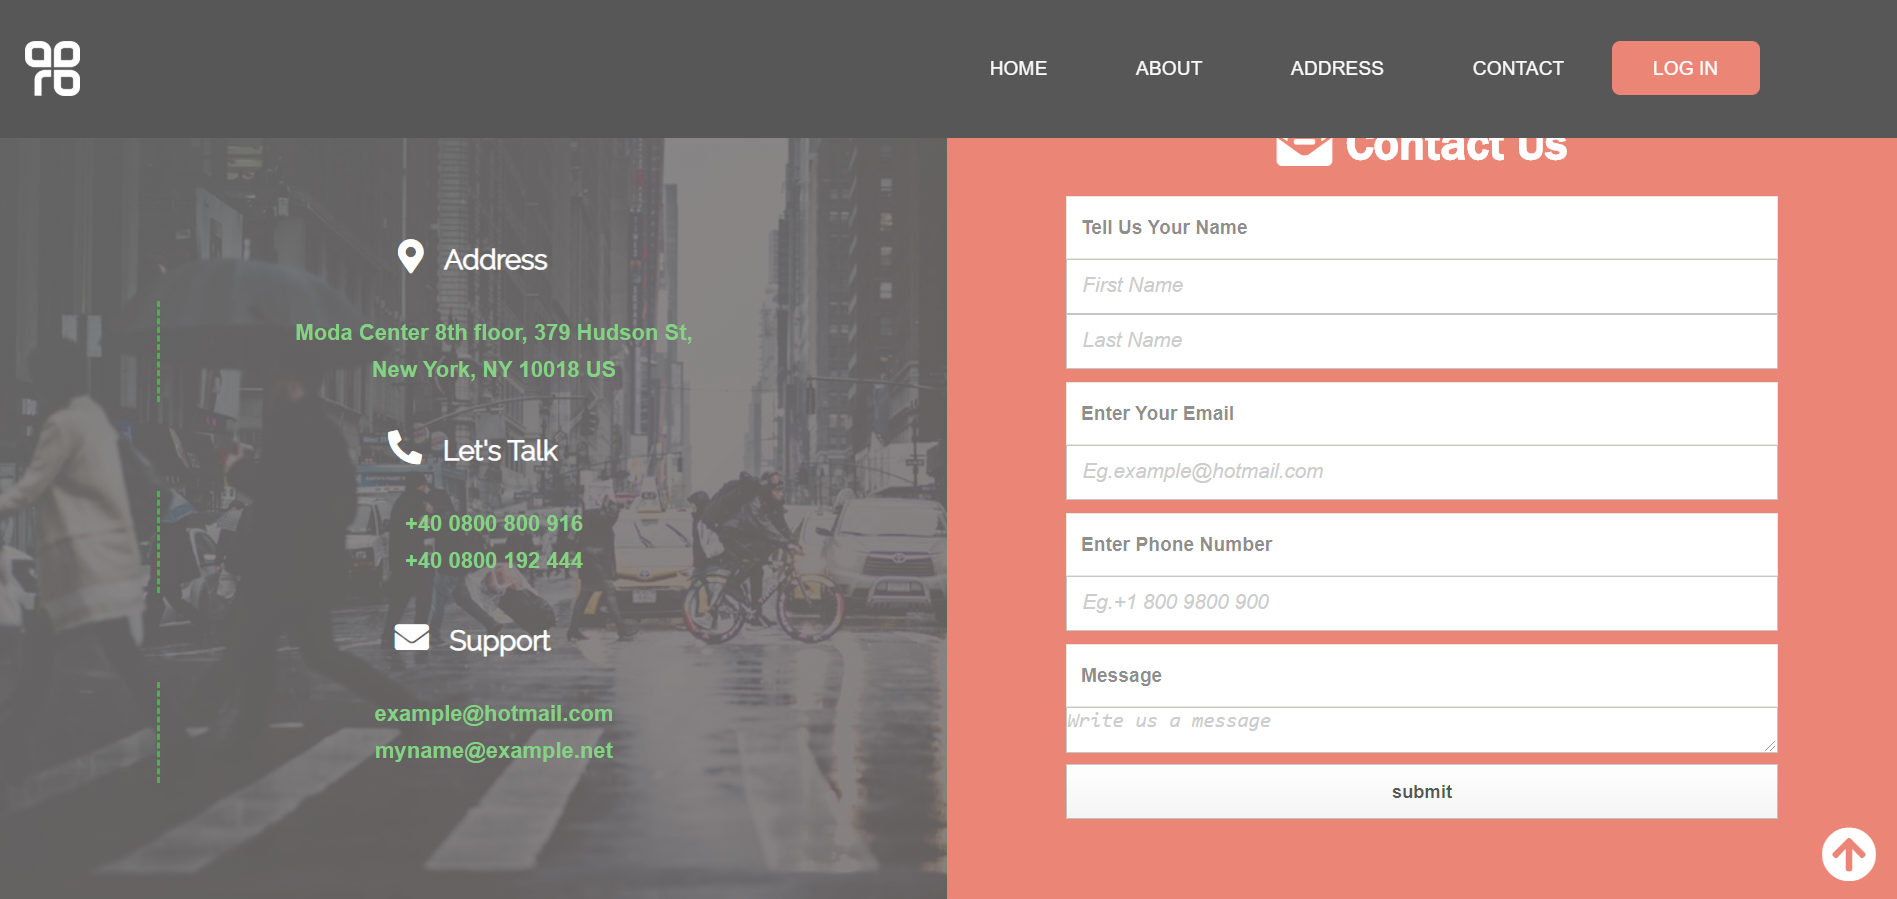 HOME
ABOUT
ADDRESS
CONTACT
LOG IN
Address
Moda Center 8th floor, 379 Hudson St,
New York, NY 10018 US
Let's Talk
+40 0800 800 916
+40 0800 192 444
Support
example@hotmail.com
myname@example.net
Contact Us
Tell Us Your Name
First Name
Last Name
Enter Your Email
Eg.example@hotmail.com
Enter Phone Number
Eg.+1 800 9800 900
Message
Write us a message
submit